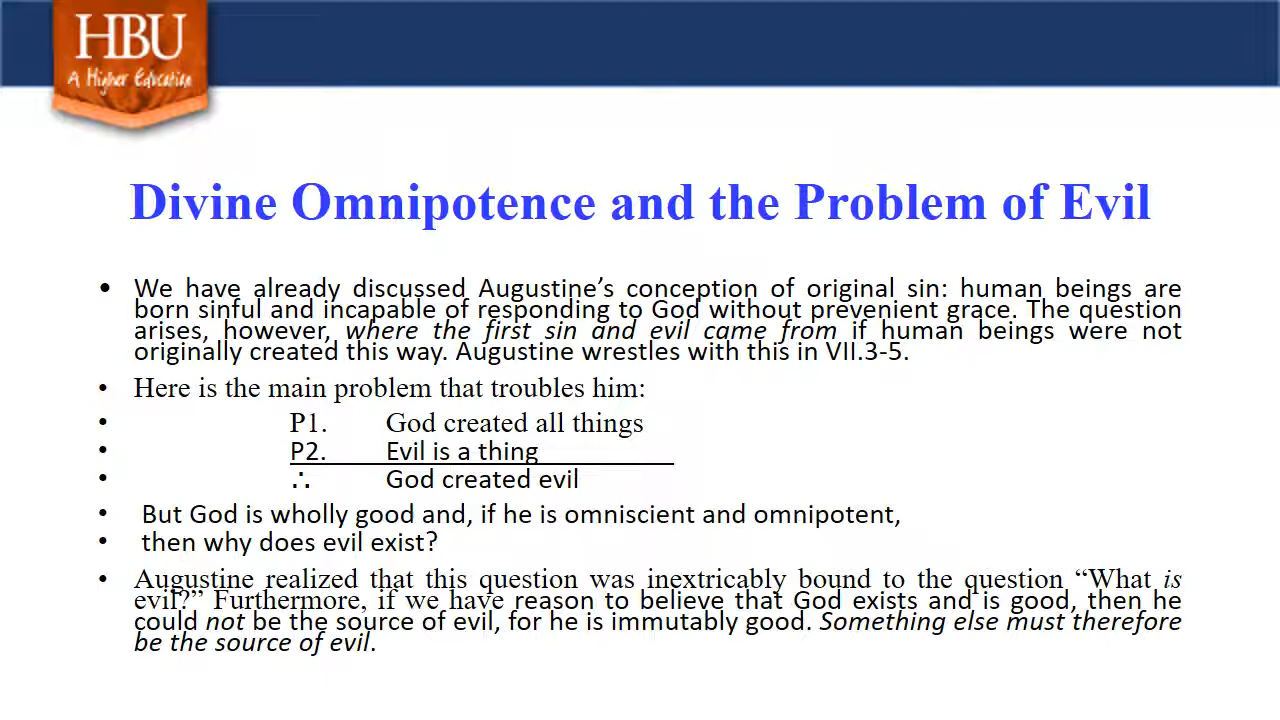 HBU
A Higher Education
Divine Omnipotence and the Problem of Evil
• We have already discussed Augustine’s conception of original sin: human beings are
born sinful and incapable of responding to God without prevenient grace. The question
arises, however, where the first sin and evil came from if human beings were not
originally created this way. Augustine wrestles with this in VII.3-5.
• Here is the main problem that troubles him:
• P1. God created all things
• P2. Evil is a thing
• ∴ God created evil
• But God is wholly good and, if he is omniscient and omnipotent,
• then why does evil exist?
• Augustine realized that this question was inextricably bound to the question “What is
evil?” Furthermore, if we have reason to believe that God exists and is good, then he
could not be the source of evil, for he is immutably good. Something else must therefore
be the source of evil.